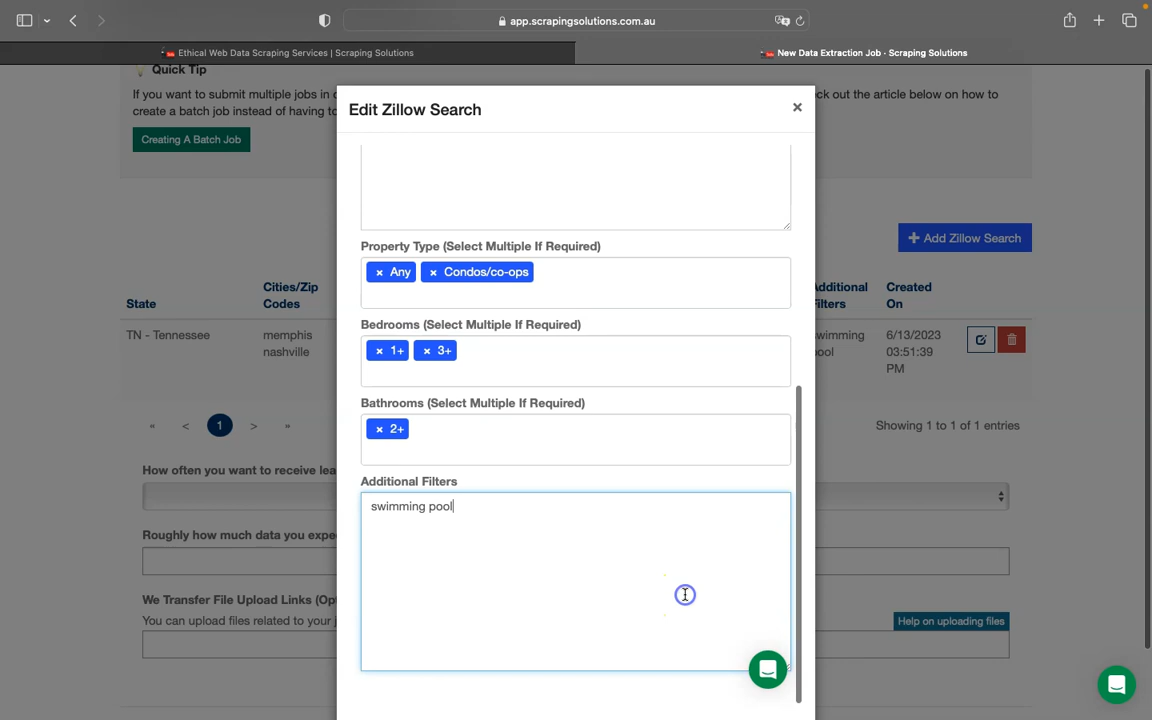 app.scrapingsolutions.com.au
Ethical Web Data Scraping Services | Scraping Solutions
New Data Extraction Job - Scraping Solutions
Quick Tip
If you want to submit multiple jobs in
ck out the article below on how to
create a batch job instead of having to
Creating A Batch Job
Edit Zillow Search
×
+ Add Zillow Search
Property Type (Select Multiple If Required)
× Any × Condos/co-ops
State
Cities/Zip
Codes
Additional
Filters
Created
On
TN - Tennessee
memphis
nashville
swimming
pool
6/13/2023
03:51:39
PM
Bedrooms (Select Multiple If Required)
× 1+ × 3+
Bathrooms (Select Multiple If Required)
× 2+
« < 1 > »
Showing 1 to 1 of 1 entries
How often you want to receive lea
Additional Filters
swimming pool
Roughly how much data you expe
We Transfer File Upload Links (Opt
You can upload files related to your j
Help on uploading files